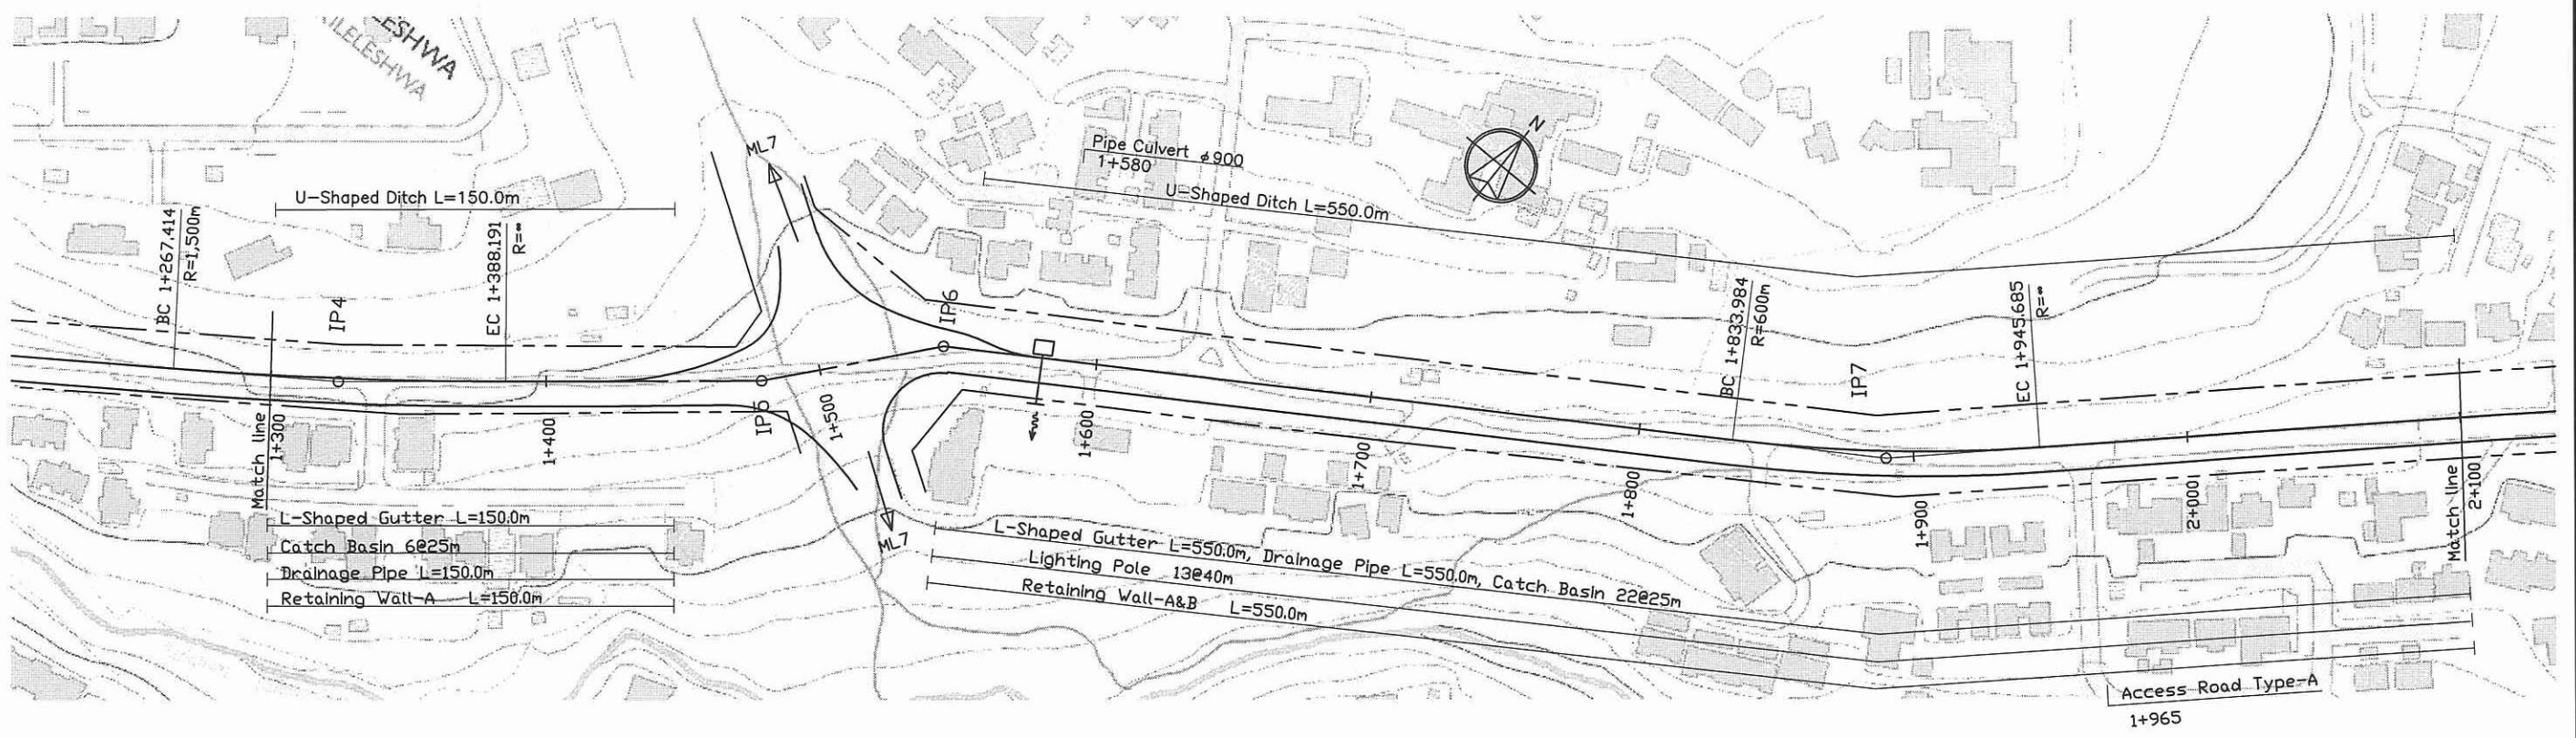 LESHWA
ILELESHWA
ML7
N
Pipe Culvert ⌀900
1+580
U-Shaped Ditch L=150.0m
U-Shaped Ditch L=550.0m
BC 1+267.414
R=1,500m
IP4
EC 1+388.191
R=∞
IP6
BC 1+833.984
R=600m
IP7
EC 1+945.685
R=∞
Match line
1+300
1+400
IP5
1+500
1+600
1+700
1+800
1+900
2+000
Match line
2+100
L-Shaped Gutter L=150.0m
Catch Basin 6@25m
Drainage Pipe L=150.0m
Retaining Wall-A L=150.0m
ML7
L-Shaped Gutter L=550.0m, Drainage Pipe L=550.0m, Catch Basin 22@25m
Lighting Pole 13@40m
Retaining Wall-A&B L=550.0m
Access Road Type-A
1+965